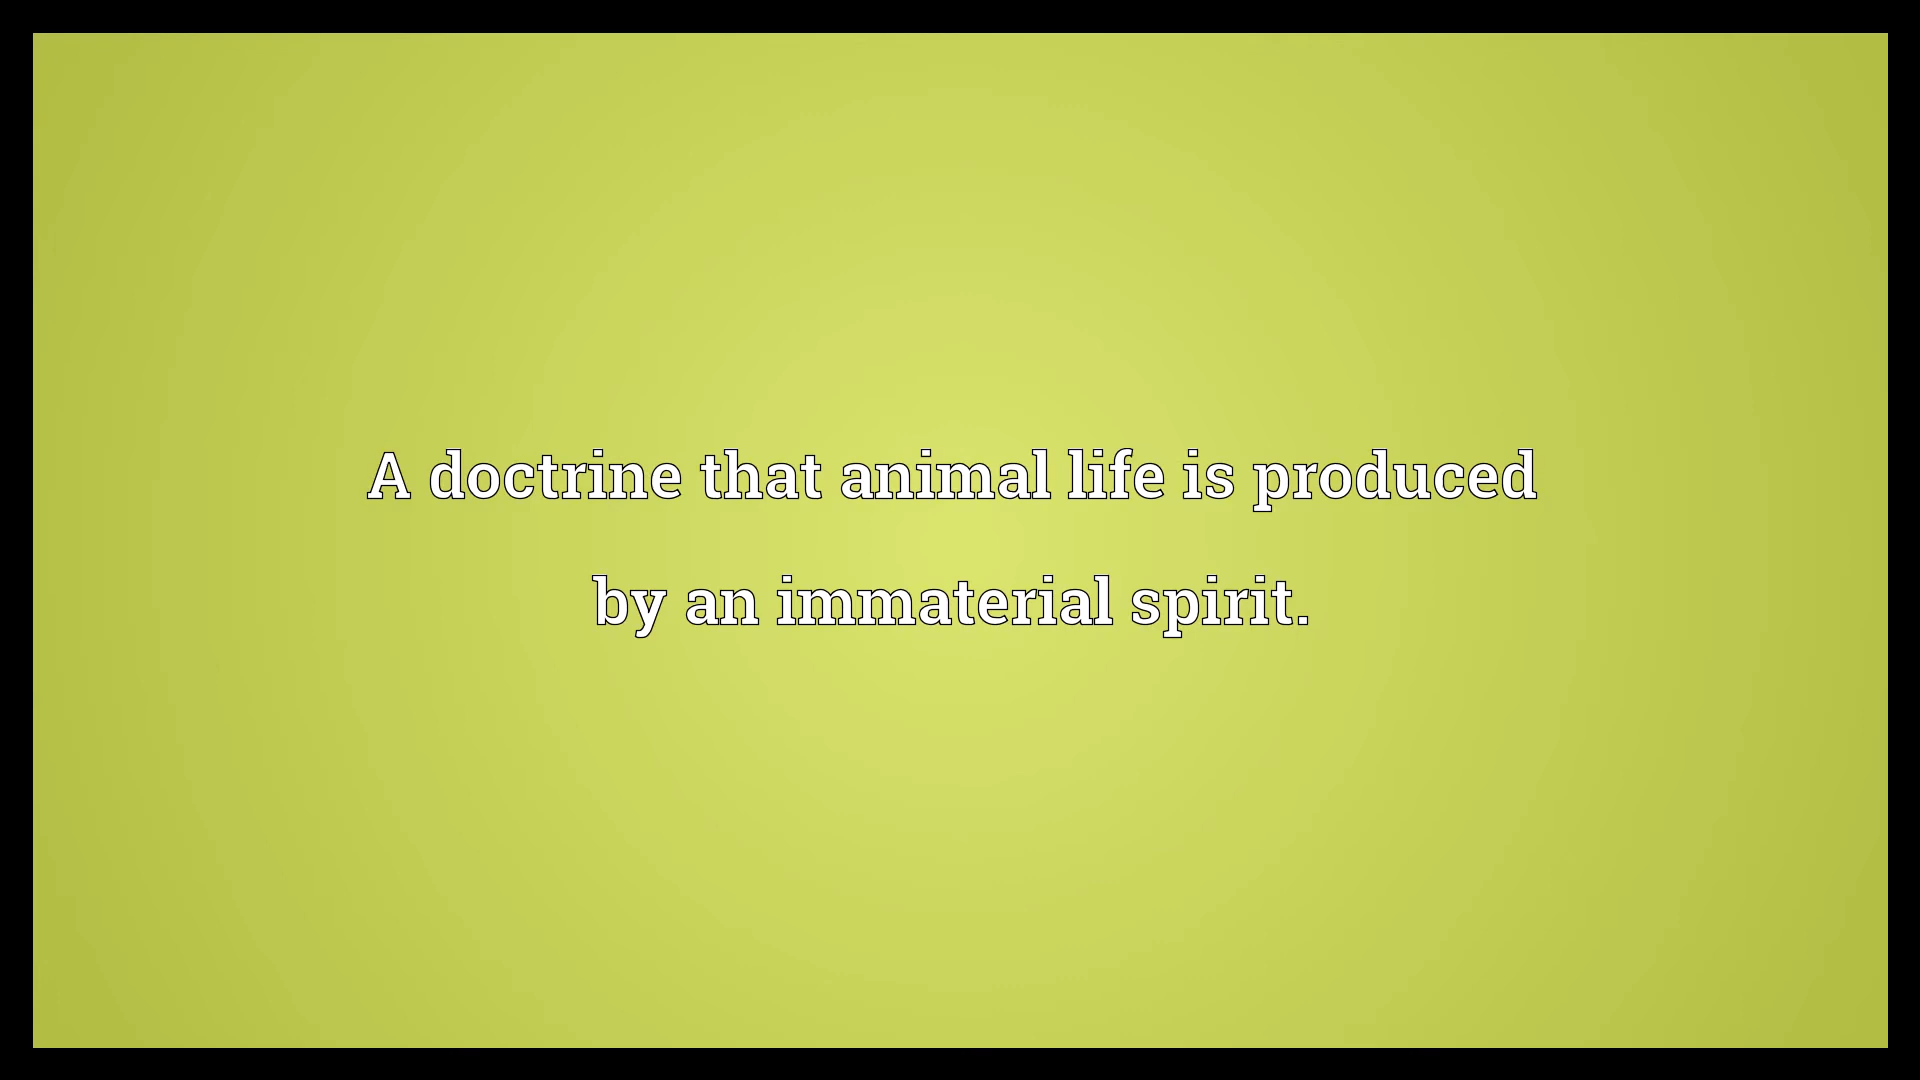 A doctrine that animal life is produced
by an immaterial spirit.